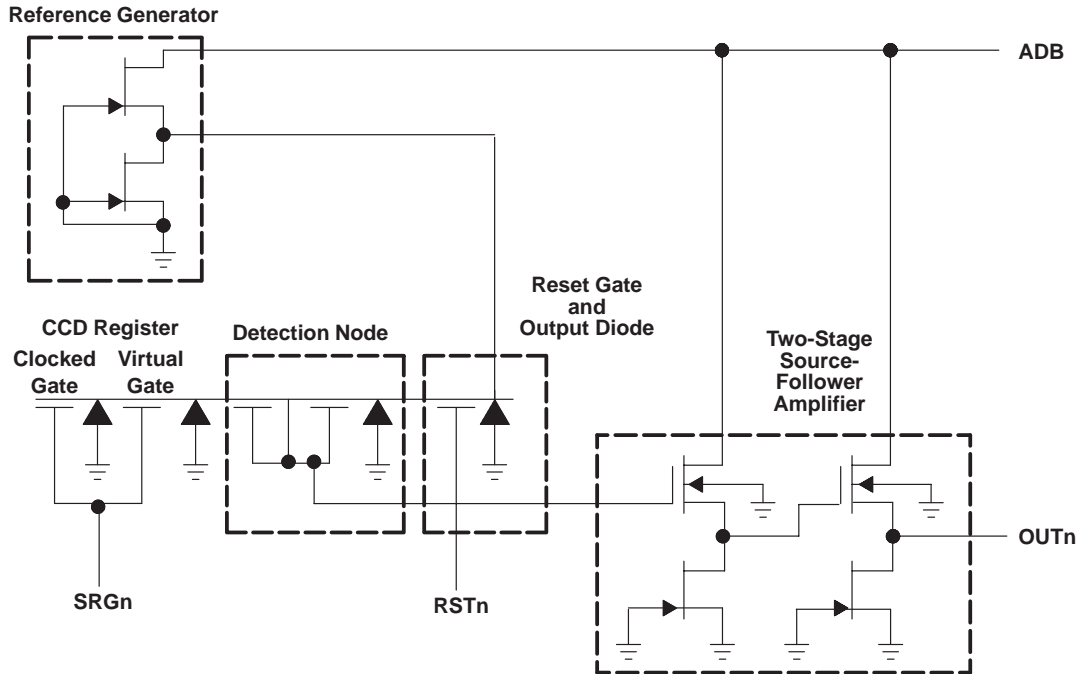 Reference Generator
ADB
Reset Gate
and
Output Diode
CCD Register
Clocked
Gate
Virtual
Gate
Detection Node
Two-Stage
Source-
Follower
Amplifier
OUTn
SRGn
RSTn